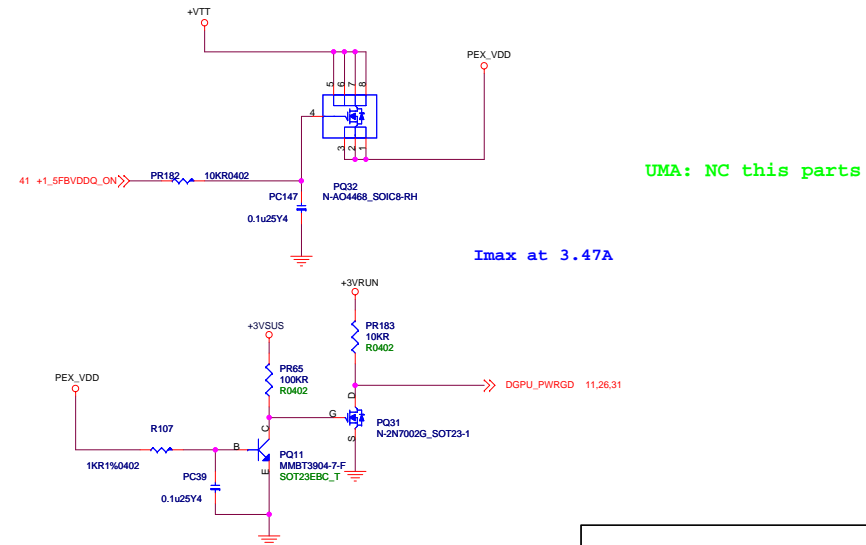 +VTT
PEX_VDD
5 6 7 8
4
3 2 1
41 +1_5FBVDDQ_ON
PR182
10KR0402
PC147
0.1u25Y4
PQ32
N-AO4468_SOIC8-RH
UMA: NC this parts
Imax at 3.47A
+3VRUN
+3VSUS
PR183
10KR
R0402
PR65
100KR
R0402
PEX_VDD
DGPU_PWRGD 11,26,31
D
G
S
PQ31
N-2N7002G_SOT23-1
R107
1KR1%0402
C
B
E
PQ11
MMBT3904-7-F
SOT23EBC_T
PC39
0.1u25Y4